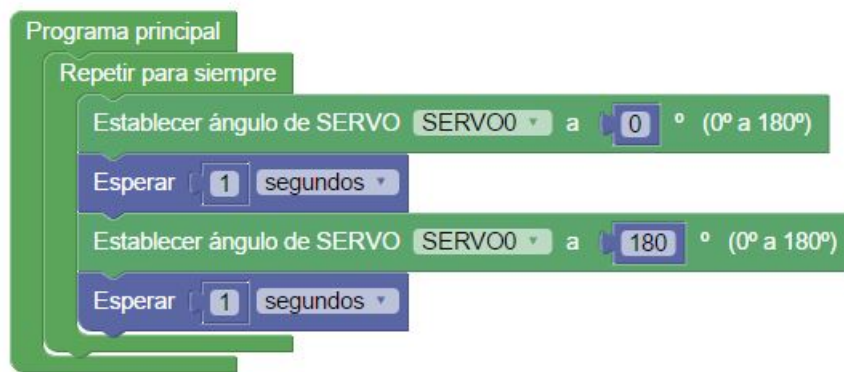 Programa principal
Repetir para siempre
Establecer ángulo de SERVO SERVO0 a 0 º (0º a 180º)
Esperar 1 segundos
Establecer ángulo de SERVO SERVO0 a 180 º (0º a 180º)
Esperar 1 segundos